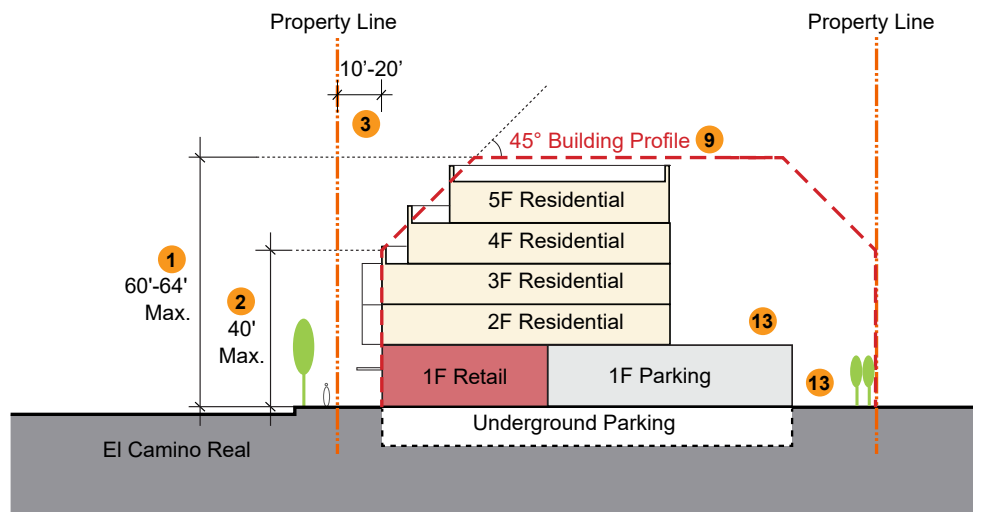 Property Line
Property Line
10’-20’
3
45° Building Profile 9
5F Residential
4F Residential
1
60'-64'
Max.
3F Residential
2
40'
Max.
2F Residential
13
1F Retail
1F Parking
13
Underground Parking
El Camino Real